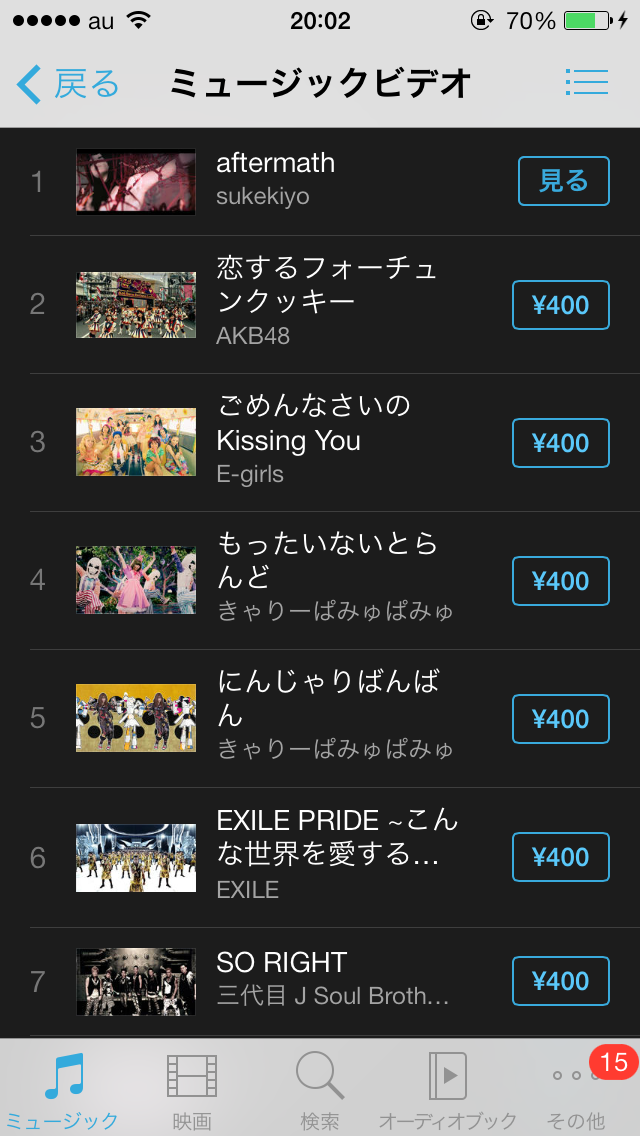 au 20:02 70%
戻る ミュージックビデオ
1 aftermath 見る
sukekiyo
2 恋するフォーチュ
ンクッキー ¥400
AKB48
3 ごめんなさいの
Kissing You ¥400
E-girls
4 もったいないとら
んど ¥400
きゃりーぱみゅぱみゅ
5 にんじゃりばんば
ん ¥400
きゃりーぱみゅぱみゅ
6 EXILE PRIDE ~こん
な世界を愛する... ¥400
EXILE
7 SO RIGHT ¥400
三代目 J Soul Broth...
15
ミュージック 映画 検索 オーディオブック その他